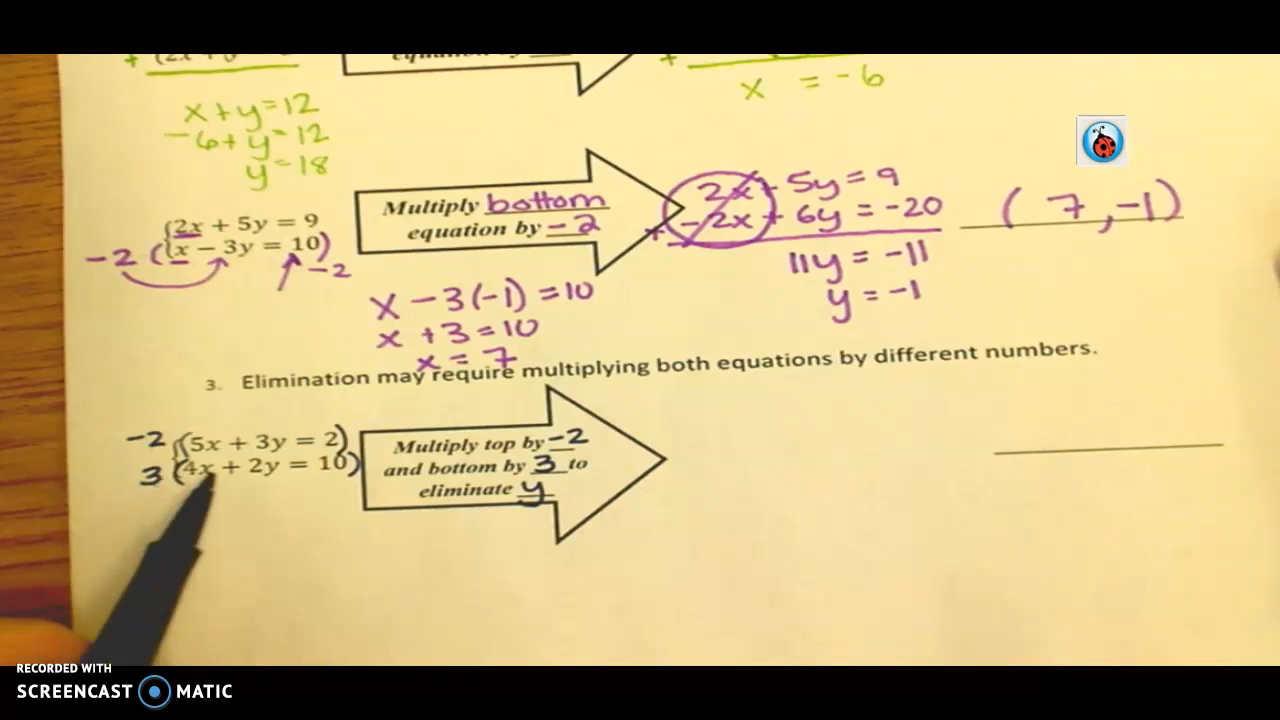 + (2x +
equation by
+
x = -6
x + y = 12
-6 + y = 12
y = 18
2x + 5y = 9
-2 (x − 3y = 10)
-2
Multiply bottom
equation by -2
2x + 5y = 9
+ -2x + 6y = -20
11y = -11
y = -1
( 7, -1)
x - 3(-1) = 10
x + 3 = 10
x = 7
3. Elimination may require multiplying both equations by different numbers.
-2 (5x + 3y = 2)
3 (4x + 2y = 10)
Multiply top by -2
and bottom by 3 to
eliminate y
RECORDED WITH
SCREENCAST MATIC